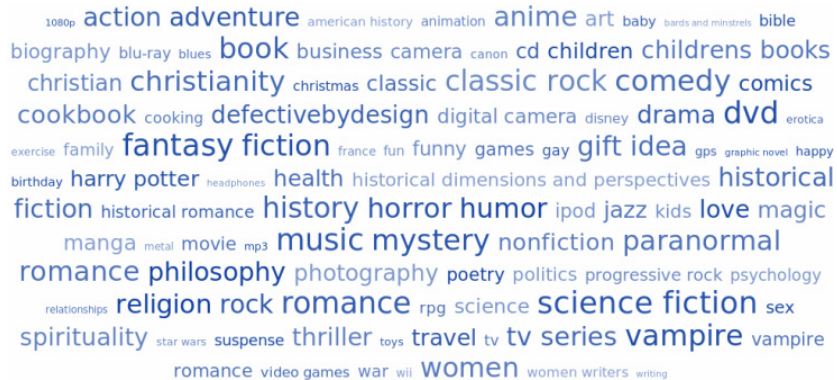 1080p action adventure american history animation anime art baby bards and minstrels bible
biography blu-ray blues book business camera canon cd children childrens books
christian christianity christmas classic classic rock comedy comics
cookbook cooking defectivebydesign digital camera disney drama dvd erotica
exercise family fantasy fiction france fun funny games gay gift idea gps graphic novel happy
birthday harry potter headphones health historical dimensions and perspectives historical
fiction historical romance history horror humor ipod jazz kids love magic
manga metal movie mp3 music mystery nonfiction paranormal
romance philosophy photography poetry politics progressive rock psychology
relationships religion rock romance rpg science science fiction sex
spirituality star wars suspense thriller toys travel tv tv series vampire vampire
romance video games war wii women women writers writing